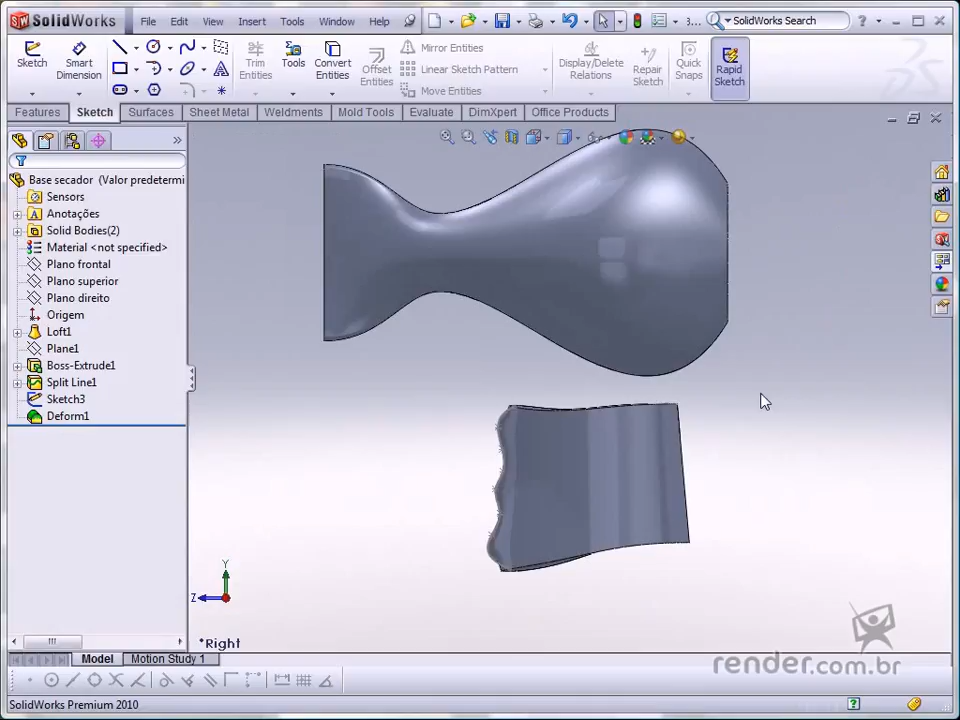 SolidWorks
File Edit View Insert Tools Window Help
3...
SolidWorks Search
Sketch
Smart Dimension
Trim Entities
Tools
Convert Entities
Offset Entities
Mirror Entities
Linear Sketch Pattern
Move Entities
Display/Delete Relations
Repair Sketch
Quick Snaps
Rapid Sketch
Features Sketch Surfaces Sheet Metal Weldments Mold Tools Evaluate DimXpert Office Products
Base secador (Valor predetermi
Sensors
Anotações
Solid Bodies(2)
Material <not specified>
Plano frontal
Plano superior
Plano direito
Origem
Loft1
Plane1
Boss-Extrude1
Split Line1
Sketch3
Deform1
Y
Z
*Right
render.com.br
Model Motion Study 1
SolidWorks Premium 2010